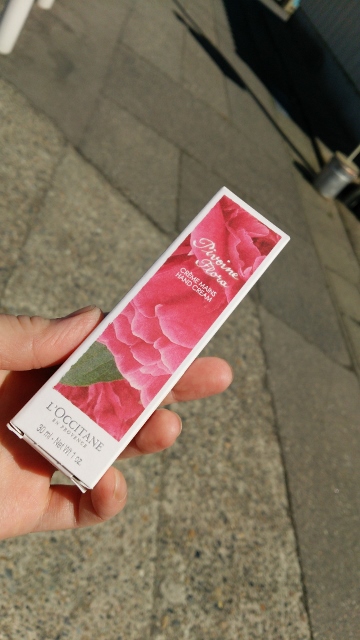 Pivoine
Flora
CRÈME MAINS
HAND CREAM
L'OCCITANE
EN PROVENCE
30 ml - Net Wt 1 oz.